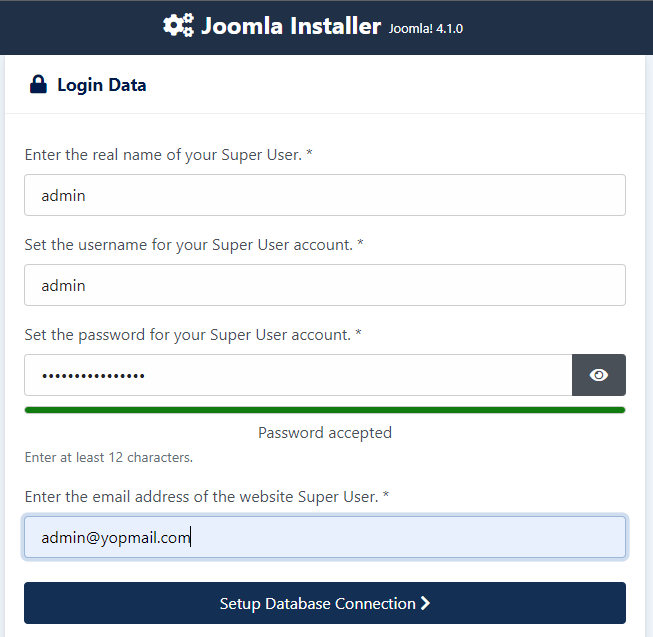 Joomla Installer Joomla! 4.1.0
Login Data
Enter the real name of your Super User. *
admin
Set the username for your Super User account. *
admin
Set the password for your Super User account. *
••••••••••••••••
Password accepted
Enter at least 12 characters.
Enter the email address of the website Super User. *
admin@yopmail.com
Setup Database Connection